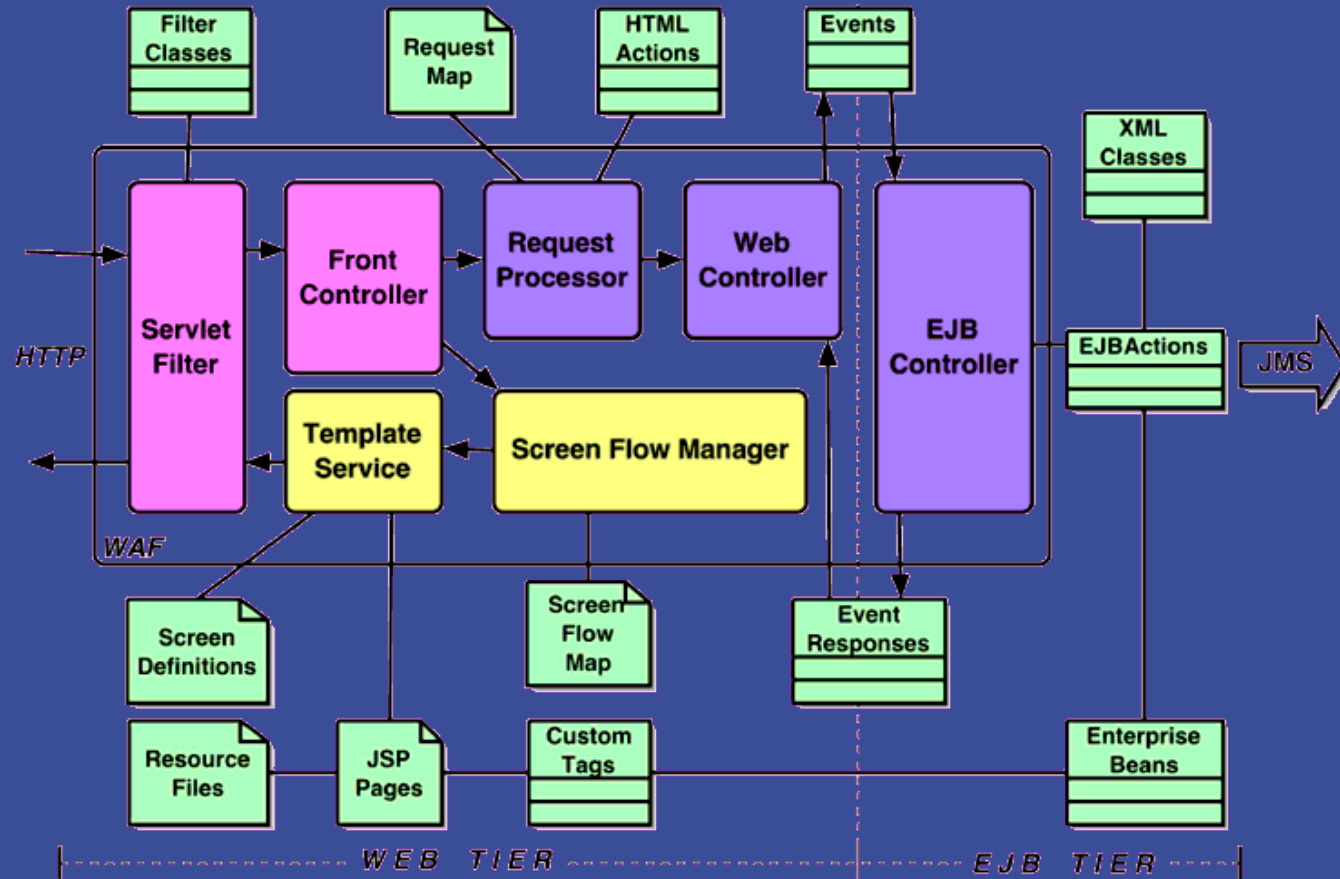 Filter
Classes
Request
Map
HTML
Actions
Events
XML
Classes
Servlet
Filter
Front
Controller
Request
Processor
Web
Controller
EJB
Controller
EJBActions
JMS
HTTP
Template
Service
Screen Flow Manager
WAF
Screen
Definitions
Screen
Flow
Map
Event
Responses
Resource
Files
JSP
Pages
Custom
Tags
Enterprise
Beans
WEB TIER
EJB TIER